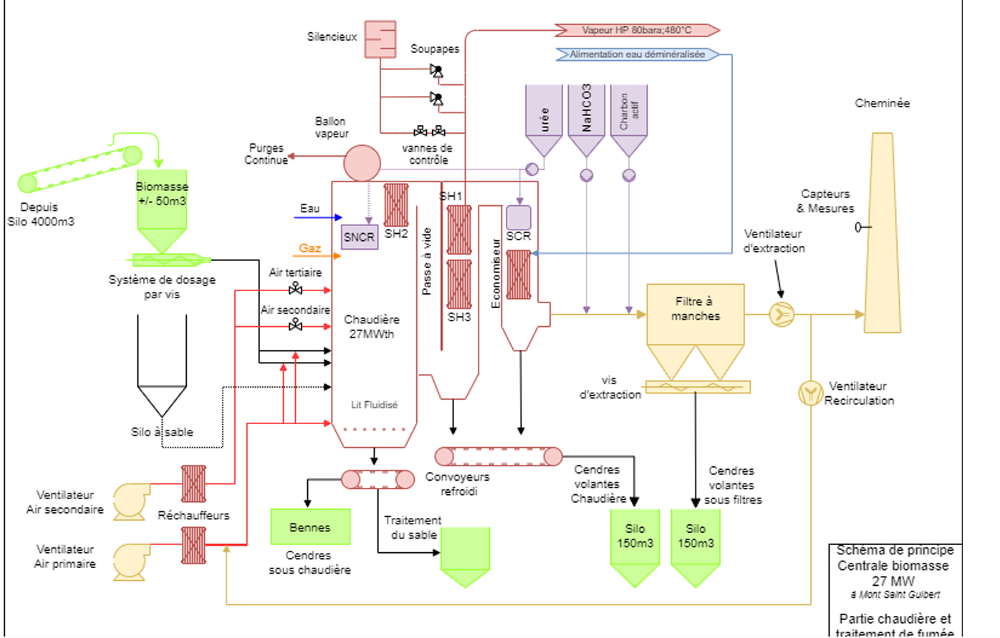 Silencieux
Soupapes
Vapeur HP 80bara;480°C
Alimentation eau déminéralisée
urée
NaHCO3
Charbon
actif
Cheminée
Ballon
vapeur
Purges
Continue
vannes de
contrôle
Biomasse
+/- 50m3
Depuis
Silo 4000m3
Eau
Gaz
SNCR
SH2
SH1
SH3
Passe à vide
Economiseur
SCR
Capteurs
& Mesures
Ventilateur
d'extraction
Système de dosage
par vis
Air tertiaire
Air secondaire
Chaudière
27MWth
Filtre à
manches
vis
d'extraction
Ventilateur
Recirculation
Lit Fluidisé
Silo à sable
Ventilateur
Air secondaire
Réchauffeurs
Ventilateur
Air primaire
Convoyeurs
refroidi
Cendres
volantes
Chaudière
Cendres
volantes
sous filtres
Bennes
Cendres
sous chaudière
Traitement
du sable
Silo
150m3
Silo
150m3
Schéma de principe
Centrale biomasse
27 MW
à Mont Saint Guibert
Partie chaudière et
traitement de fumée